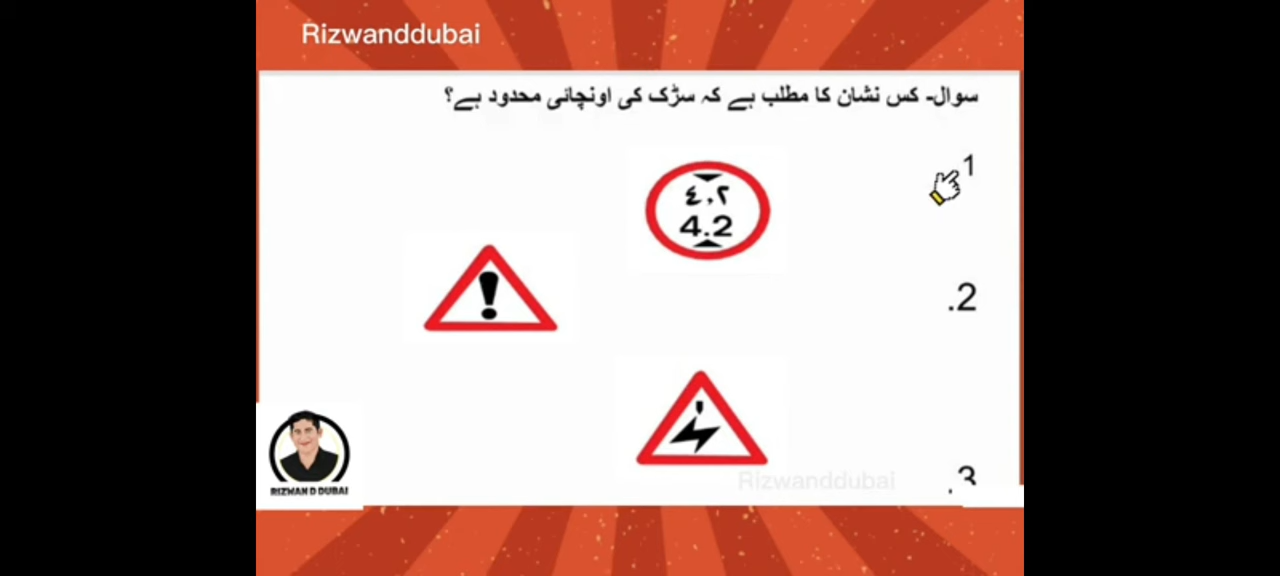 Rizwanddubai
سوال- کس نشان کا مطلب ہے کہ سڑک کی اونچائی محدود ہے؟
1
٤,٢
4.2
.2
.3
Rizwanddubai
RIZWAN D DUBAI